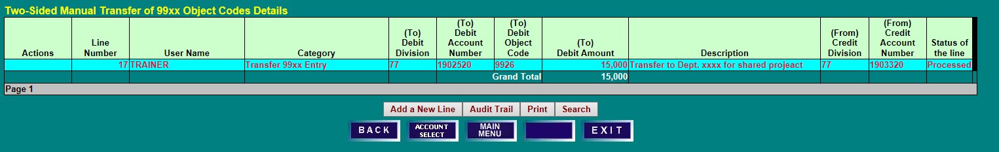 Two-Sided Manual Transfer of 99xx Object Codes Details
Actions
Line Number
User Name
Category
(To) Debit Division
(To) Debit Account Number
(To) Debit Object Code
(To) Debit Amount
Description
(From) Credit Division
(From) Credit Account Number
Status of the line
17 TRAINER Transfer 99xx Entry 77 1902520 9926 15,000 Transfer to Dept. xxxx for shared projeact 77 1903320 Processed
Grand Total 15,000
Page 1
Add a New Line Audit Trail Print Search
BACK ACCOUNT SELECT MAIN MENU EXIT